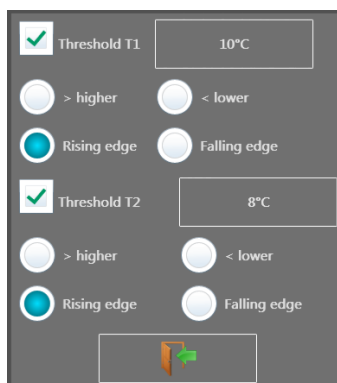 Threshold T1 10°C
> higher < lower
Rising edge Falling edge
Threshold T2 8°C
> higher < lower
Rising edge Falling edge